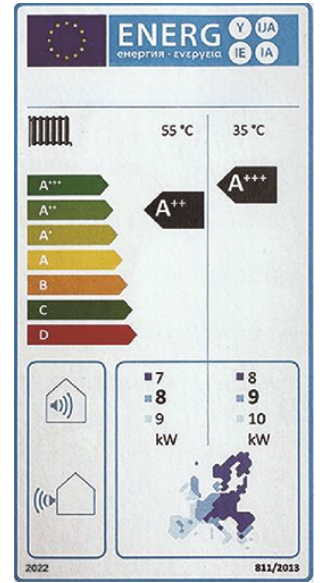 ENERG Y IJA
енергия · ενεργεια IE IA
55 °C 35 °C
A+++
A++
A+
A
B
C
D
A++
A+++
7 8
8 9
9 10
kW kW
2022 811/2013